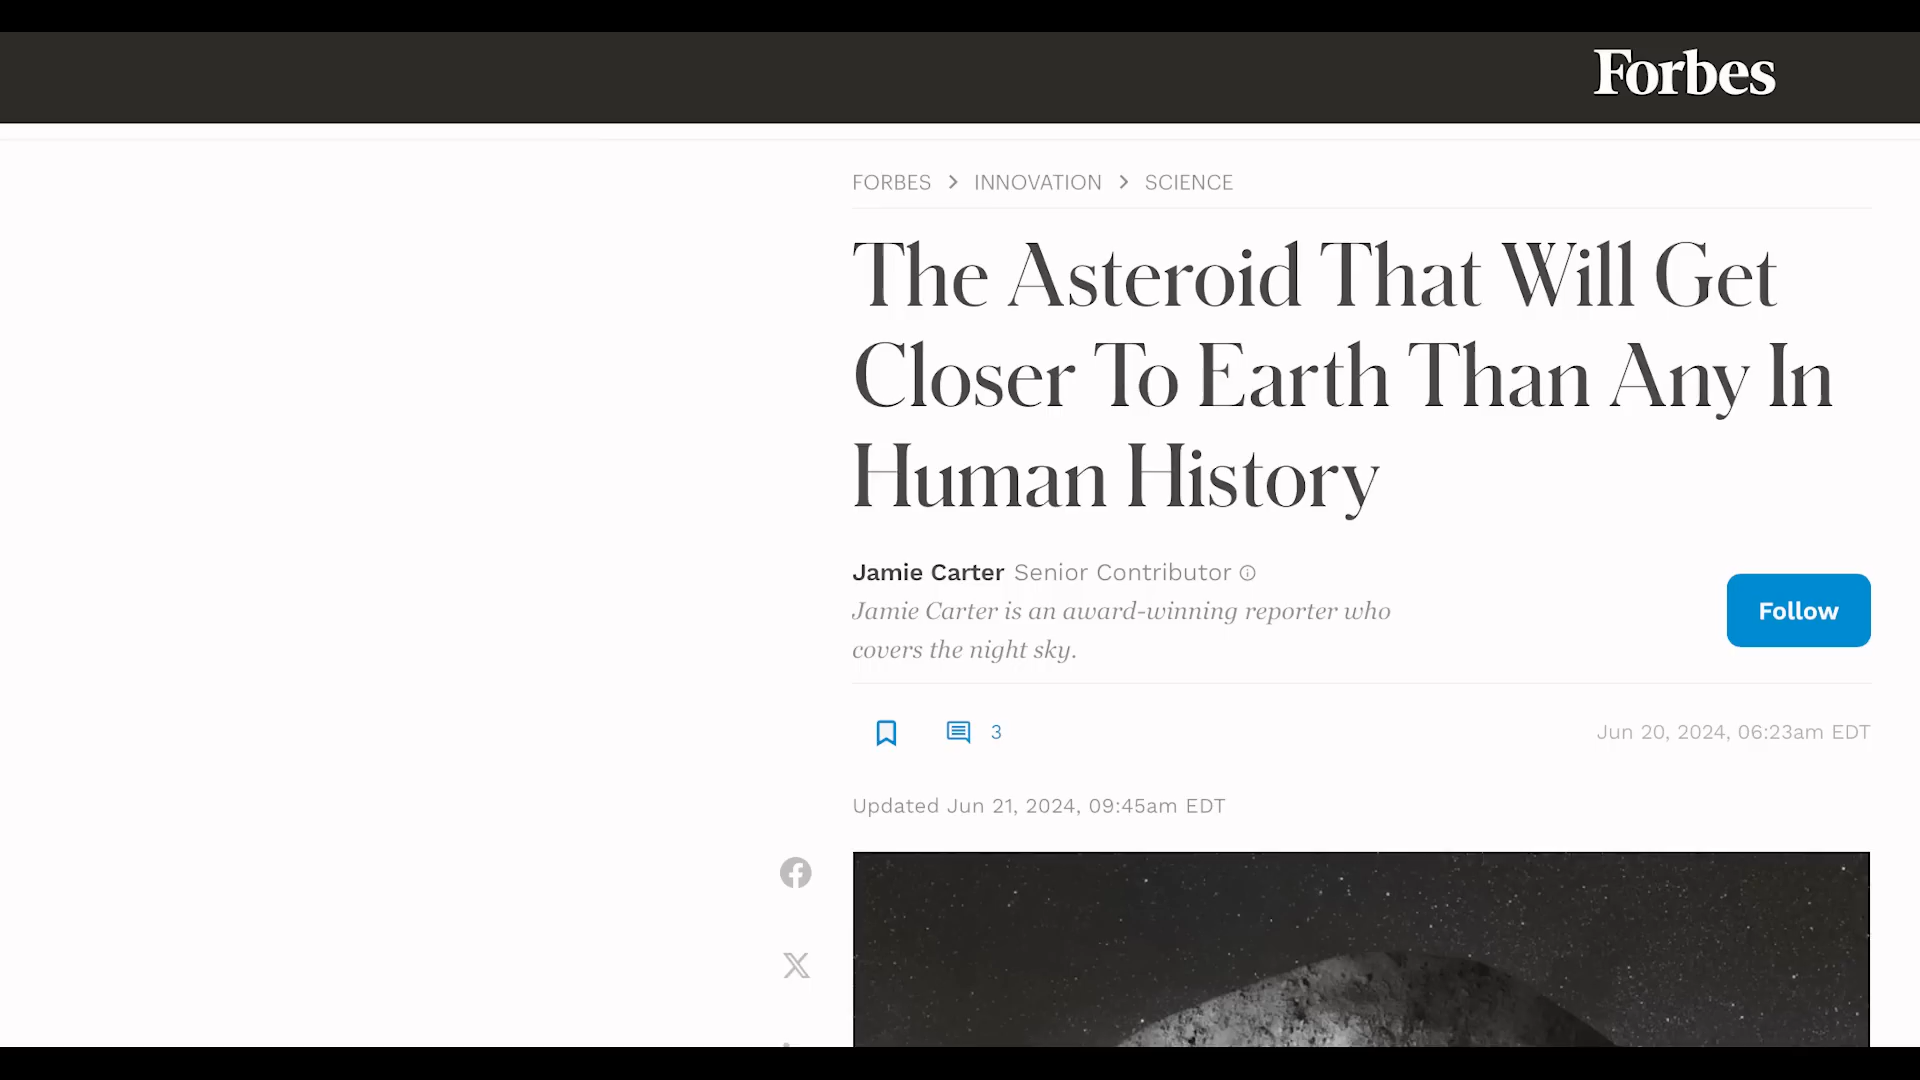 Forbes
FORBES > INNOVATION > SCIENCE
The Asteroid That Will Get
Closer To Earth Than Any In
Human History
Jamie Carter Senior Contributor
Jamie Carter is an award-winning reporter who
covers the night sky.
Follow
3
Jun 20, 2024, 06:23am EDT
Updated Jun 21, 2024, 09:45am EDT